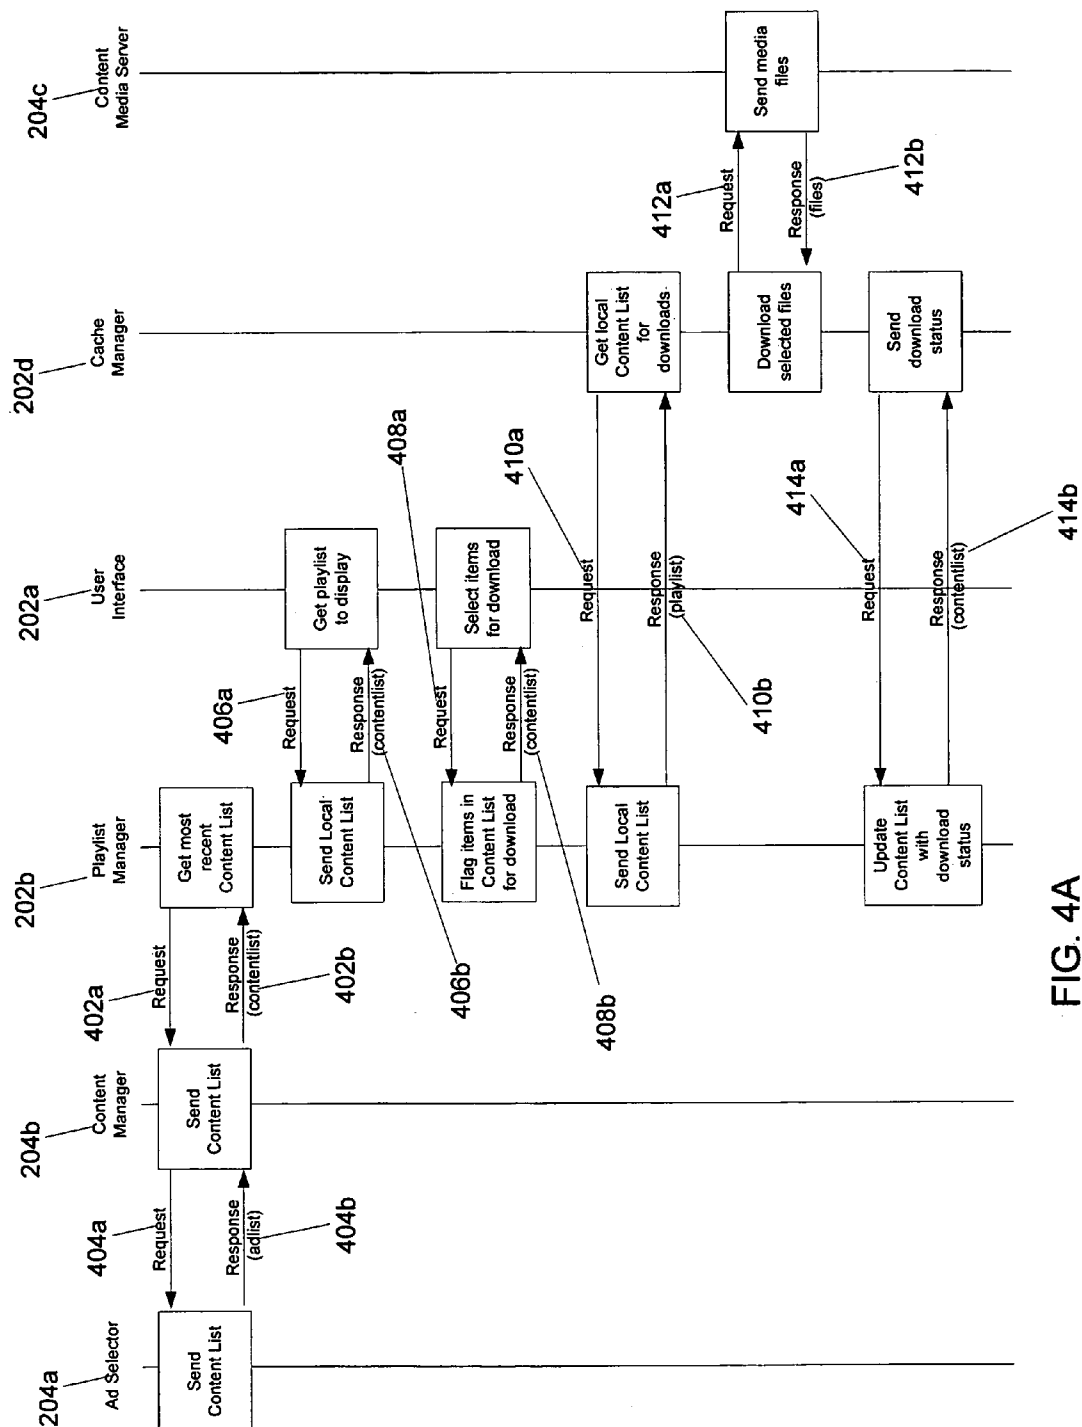 204a
204b
202b
202a
202d
204c
Ad Selector
Content
Manager
Playlist
Manager
User
Interface
Cache
Manager
Content
Media Server
404a
402a
Send
Content List
Request
Response
(adlist)
404b
Send
Content List
Request
Response
(contentlist)
402b
Get most
recent
Content List
406a
Send Local
Content List
Request
Response
(contentlist)
406b
Get playlist
to display
408a
Flag items in
Content List
for download
Request
Response
(contentlist)
408b
Select items
for download
410a
Send Local
Content List
Request
Response
(playlist)
410b
Get local
Content List
for
downloads
412a
Download
selected files
Request
Response
(files)
412b
Send media
files
414a
Update
Content List
with
download
status
Request
Response
(contentlist)
414b
Send
download
status
FIG. 4A